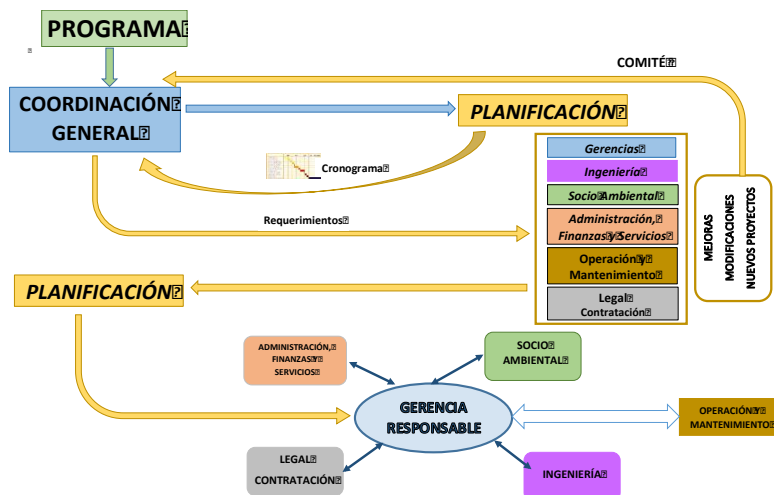 PROGRAMA
COMITÉ
COORDINACIÓN
GENERAL
PLANIFICACIÓN
Cronograma
Gerencias
Ingeniería
Socio Ambiental
Administración,
Finanzas y Servicios
Operación y
Mantenimiento
Legal
Contratación
MEJORAS
MODIFICACIONES
NUEVOS PROYECTOS
Requerimientos
PLANIFICACIÓN
ADMINISTRACIÓN,
FINANZAS Y
SERVICIOS
SOCIO
AMBIENTAL
GERENCIA
RESPONSABLE
OPERACIÓN Y
MANTENIMIENTO
LEGAL
CONTRATACIÓN
INGENIERÍA